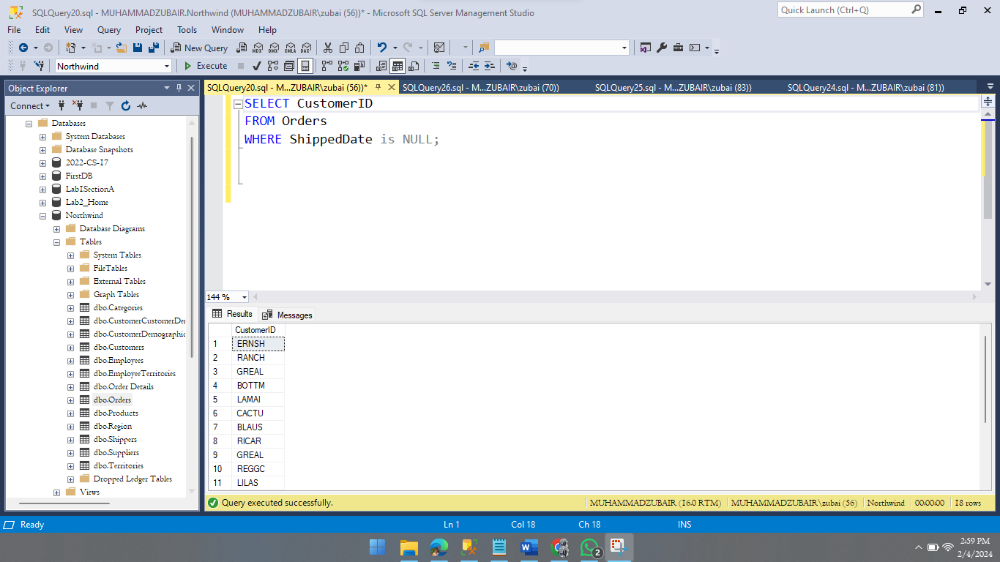 SQLQuery20.sql - MUHAMMADZUBAIR.Northwind (MUHAMMADZUBAIR\zubai (56))* - Microsoft SQL Server Management Studio
Quick Launch (Ctrl+Q)
File Edit View Query Project Tools Window Help
New Query MDX DMX XMLA DAX
Northwind Execute
Object Explorer
SQLQuery20.sql - M...ZUBAIR\zubai (56))* SQLQuery26.sql - M...ZUBAIR\zubai (70)) SQLQuery25.sql - M...ZUBAIR\zubai (83)) SQLQuery24.sql - M...ZUBAIR\zubai (81))
Connect
Databases
System Databases
Database Snapshots
2022-CS-17
FirstDB
Lab1SectionA
Lab2_Home
Northwind
Database Diagrams
Tables
System Tables
FileTables
External Tables
Graph Tables
dbo.Categories
dbo.CustomerCustomerDer
dbo.CustomerDemographic
dbo.Customers
dbo.Employees
dbo.EmployeeTerritories
dbo.Order Details
dbo.Orders
dbo.Products
dbo.Region
dbo.Shippers
dbo.Suppliers
dbo.Territories
Dropped Ledger Tables
Views
SELECT CustomerID
FROM Orders
WHERE ShippedDate is NULL;
144 %
Results Messages
CustomerID
1 ERNSH
2 RANCH
3 GREAL
4 BOTTM
5 LAMAI
6 CACTU
7 BLAUS
8 RICAR
9 GREAL
10 REGGC
11 LILAS
Query executed successfully. MUHAMMADZUBAIR (16.0 RTM) MUHAMMADZUBAIR\zubai (56) Northwind 00:00:00 18 rows
Ready Ln 1 Col 18 Ch 18 INS
2
2:59 PM
2/4/2024